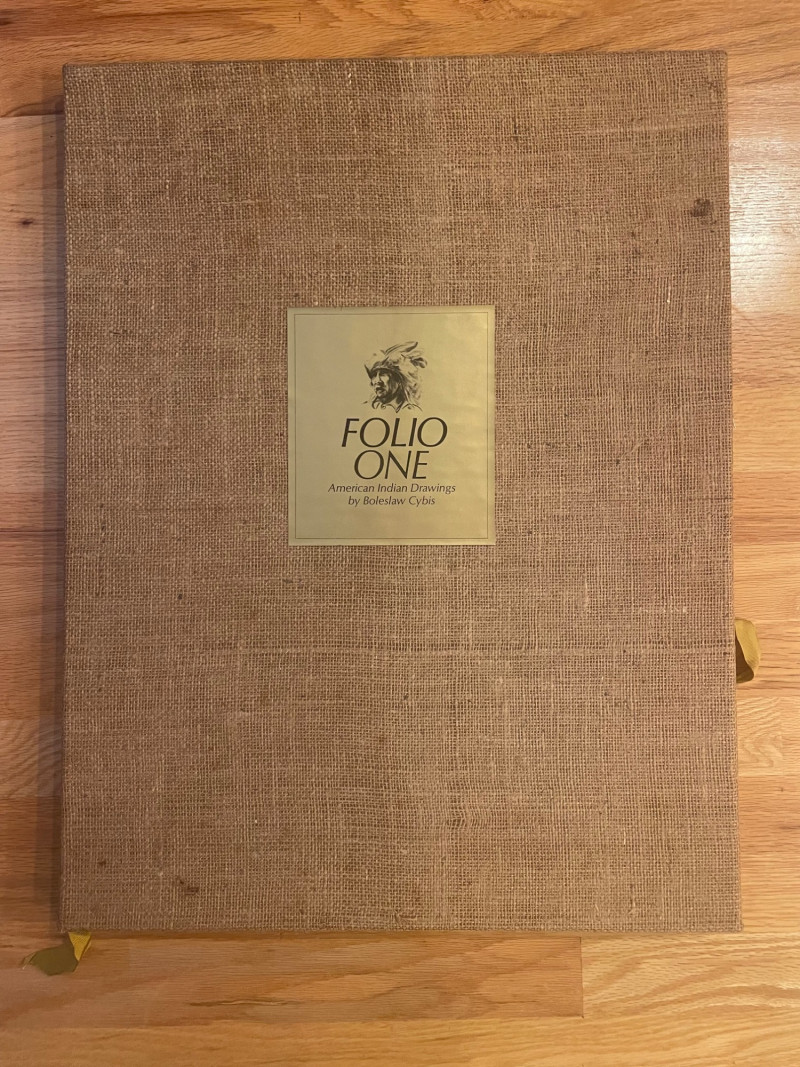 FOLIO
ONE
American Indian Drawings
by Boleslaw Cybis